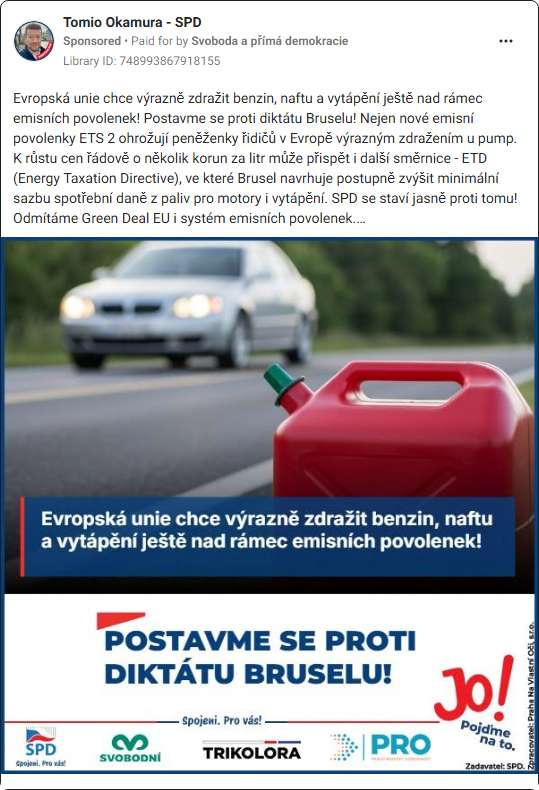 Tomio Okamura - SPD
Sponsored • Paid for by Svoboda a přímá demokracie
Library ID: 748993867918155
Evropská unie chce výrazně zdražit benzin, naftu a vytápění ještě nad rámec
emisních povolenek! Postavme se proti diktátu Bruselu! Nejen nové emisní
povolenky ETS 2 ohrožují peněženky řidičů v Evropě výrazným zdražením u pump.
K růstu cen řádově o několik korun za litr může přispět i další směrnice - ETD
(Energy Taxation Directive), ve které Brusel navrhuje postupně zvýšit minimální
sazbu spotřební daně z paliv pro motory i vytápění. SPD se staví jasně proti tomu!
Odmítáme Green Deal EU i systém emisních povolenek....
Evropská unie chce výrazně zdražit benzin, naftu
a vytápění ještě nad rámec emisních povolenek!
POSTAVME SE PROTI
DIKTÁTU BRUSELU!
Jo!
Pojďme
na to.
Spojeni. Pro vás!
SPD
Spojeni. Pro vás!
SVOBODNÍ
TRIKOLORA
PRO
Zadavatel: SPD.
Zpracovatel: Praha Na Vlastní Oči, s.r.o.